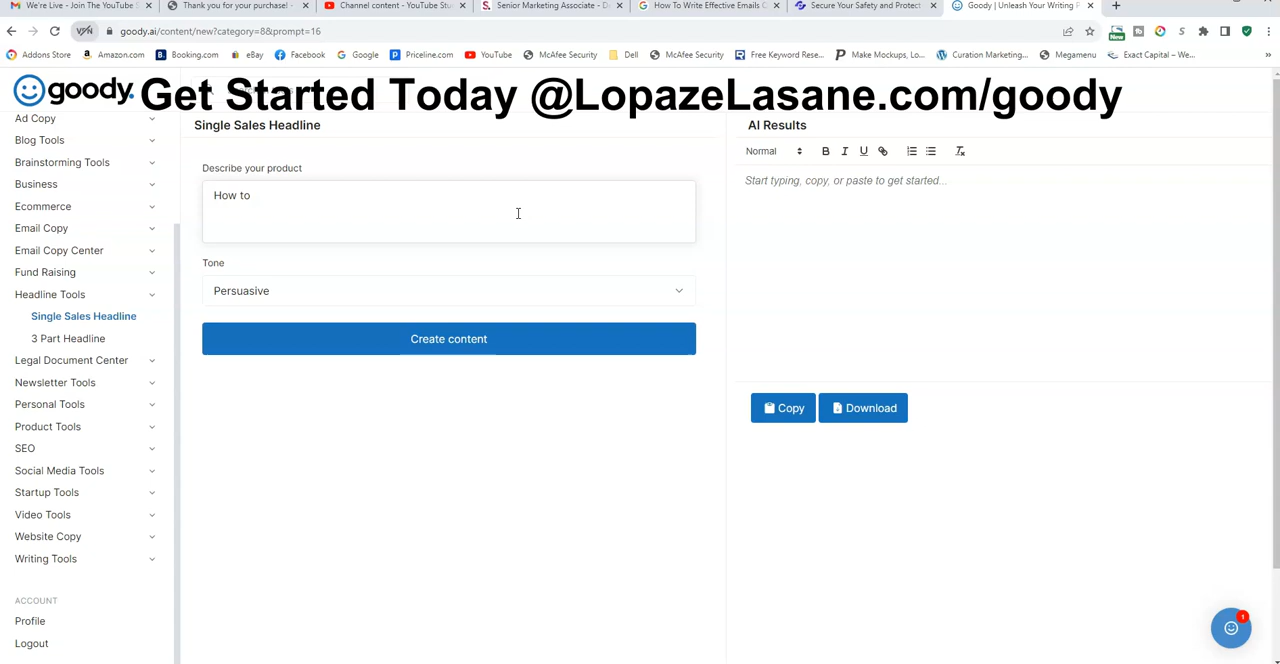 We're Live - Join The YouTube S
Thank you for your purchase! -
Channel content - YouTube Stu
Senior Marketing Associate - De
How To Write Effective Emails C
Secure Your Safety and Protect
Goody | Unleash Your Writing P
VPN
goody.ai/content/new?category=8&prompt=16
New
Addons Store
Amazon.com
Booking.com
eBay
Facebook
Google
Priceline.com
YouTube
McAfee Security
Dell
McAfee Security
Free Keyword Rese...
Make Mockups, Lo...
Curation Marketing...
Megamenu
Exact Capital – We...
goody.
Get Started Today @LopazeLasane.com/goody
Ad Copy
Blog Tools
Brainstorming Tools
Business
Ecommerce
Email Copy
Email Copy Center
Fund Raising
Headline Tools
Single Sales Headline
3 Part Headline
Legal Document Center
Newsletter Tools
Personal Tools
Product Tools
SEO
Social Media Tools
Startup Tools
Video Tools
Website Copy
Writing Tools
ACCOUNT
Profile
Logout
Single Sales Headline
Describe your product
How to
Tone
Persuasive
Create content
AI Results
Normal
B I U
Start typing, copy, or paste to get started...
Copy
Download
1